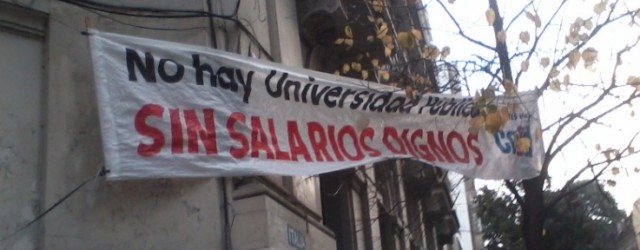 No hay Universidad Pública
SIN SALARIOS DIGNOS